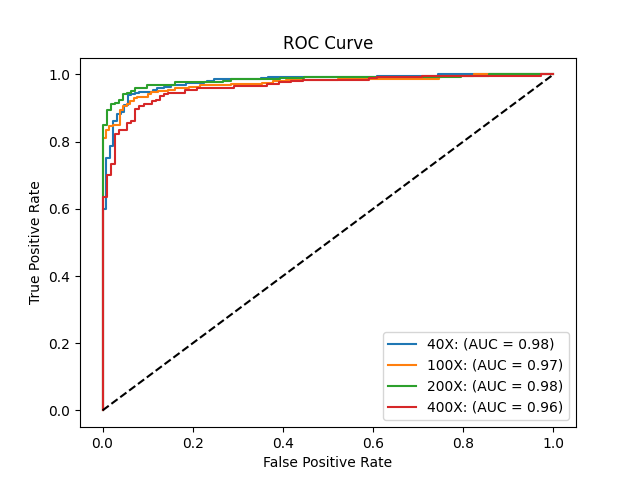 ROC Curve
True Positive Rate
1.0
0.8
0.6
0.4
0.2
0.0
40X: (AUC = 0.98)
100X: (AUC = 0.97)
200X: (AUC = 0.98)
400X: (AUC = 0.96)
0.0 0.2 0.4 0.6 0.8 1.0
False Positive Rate